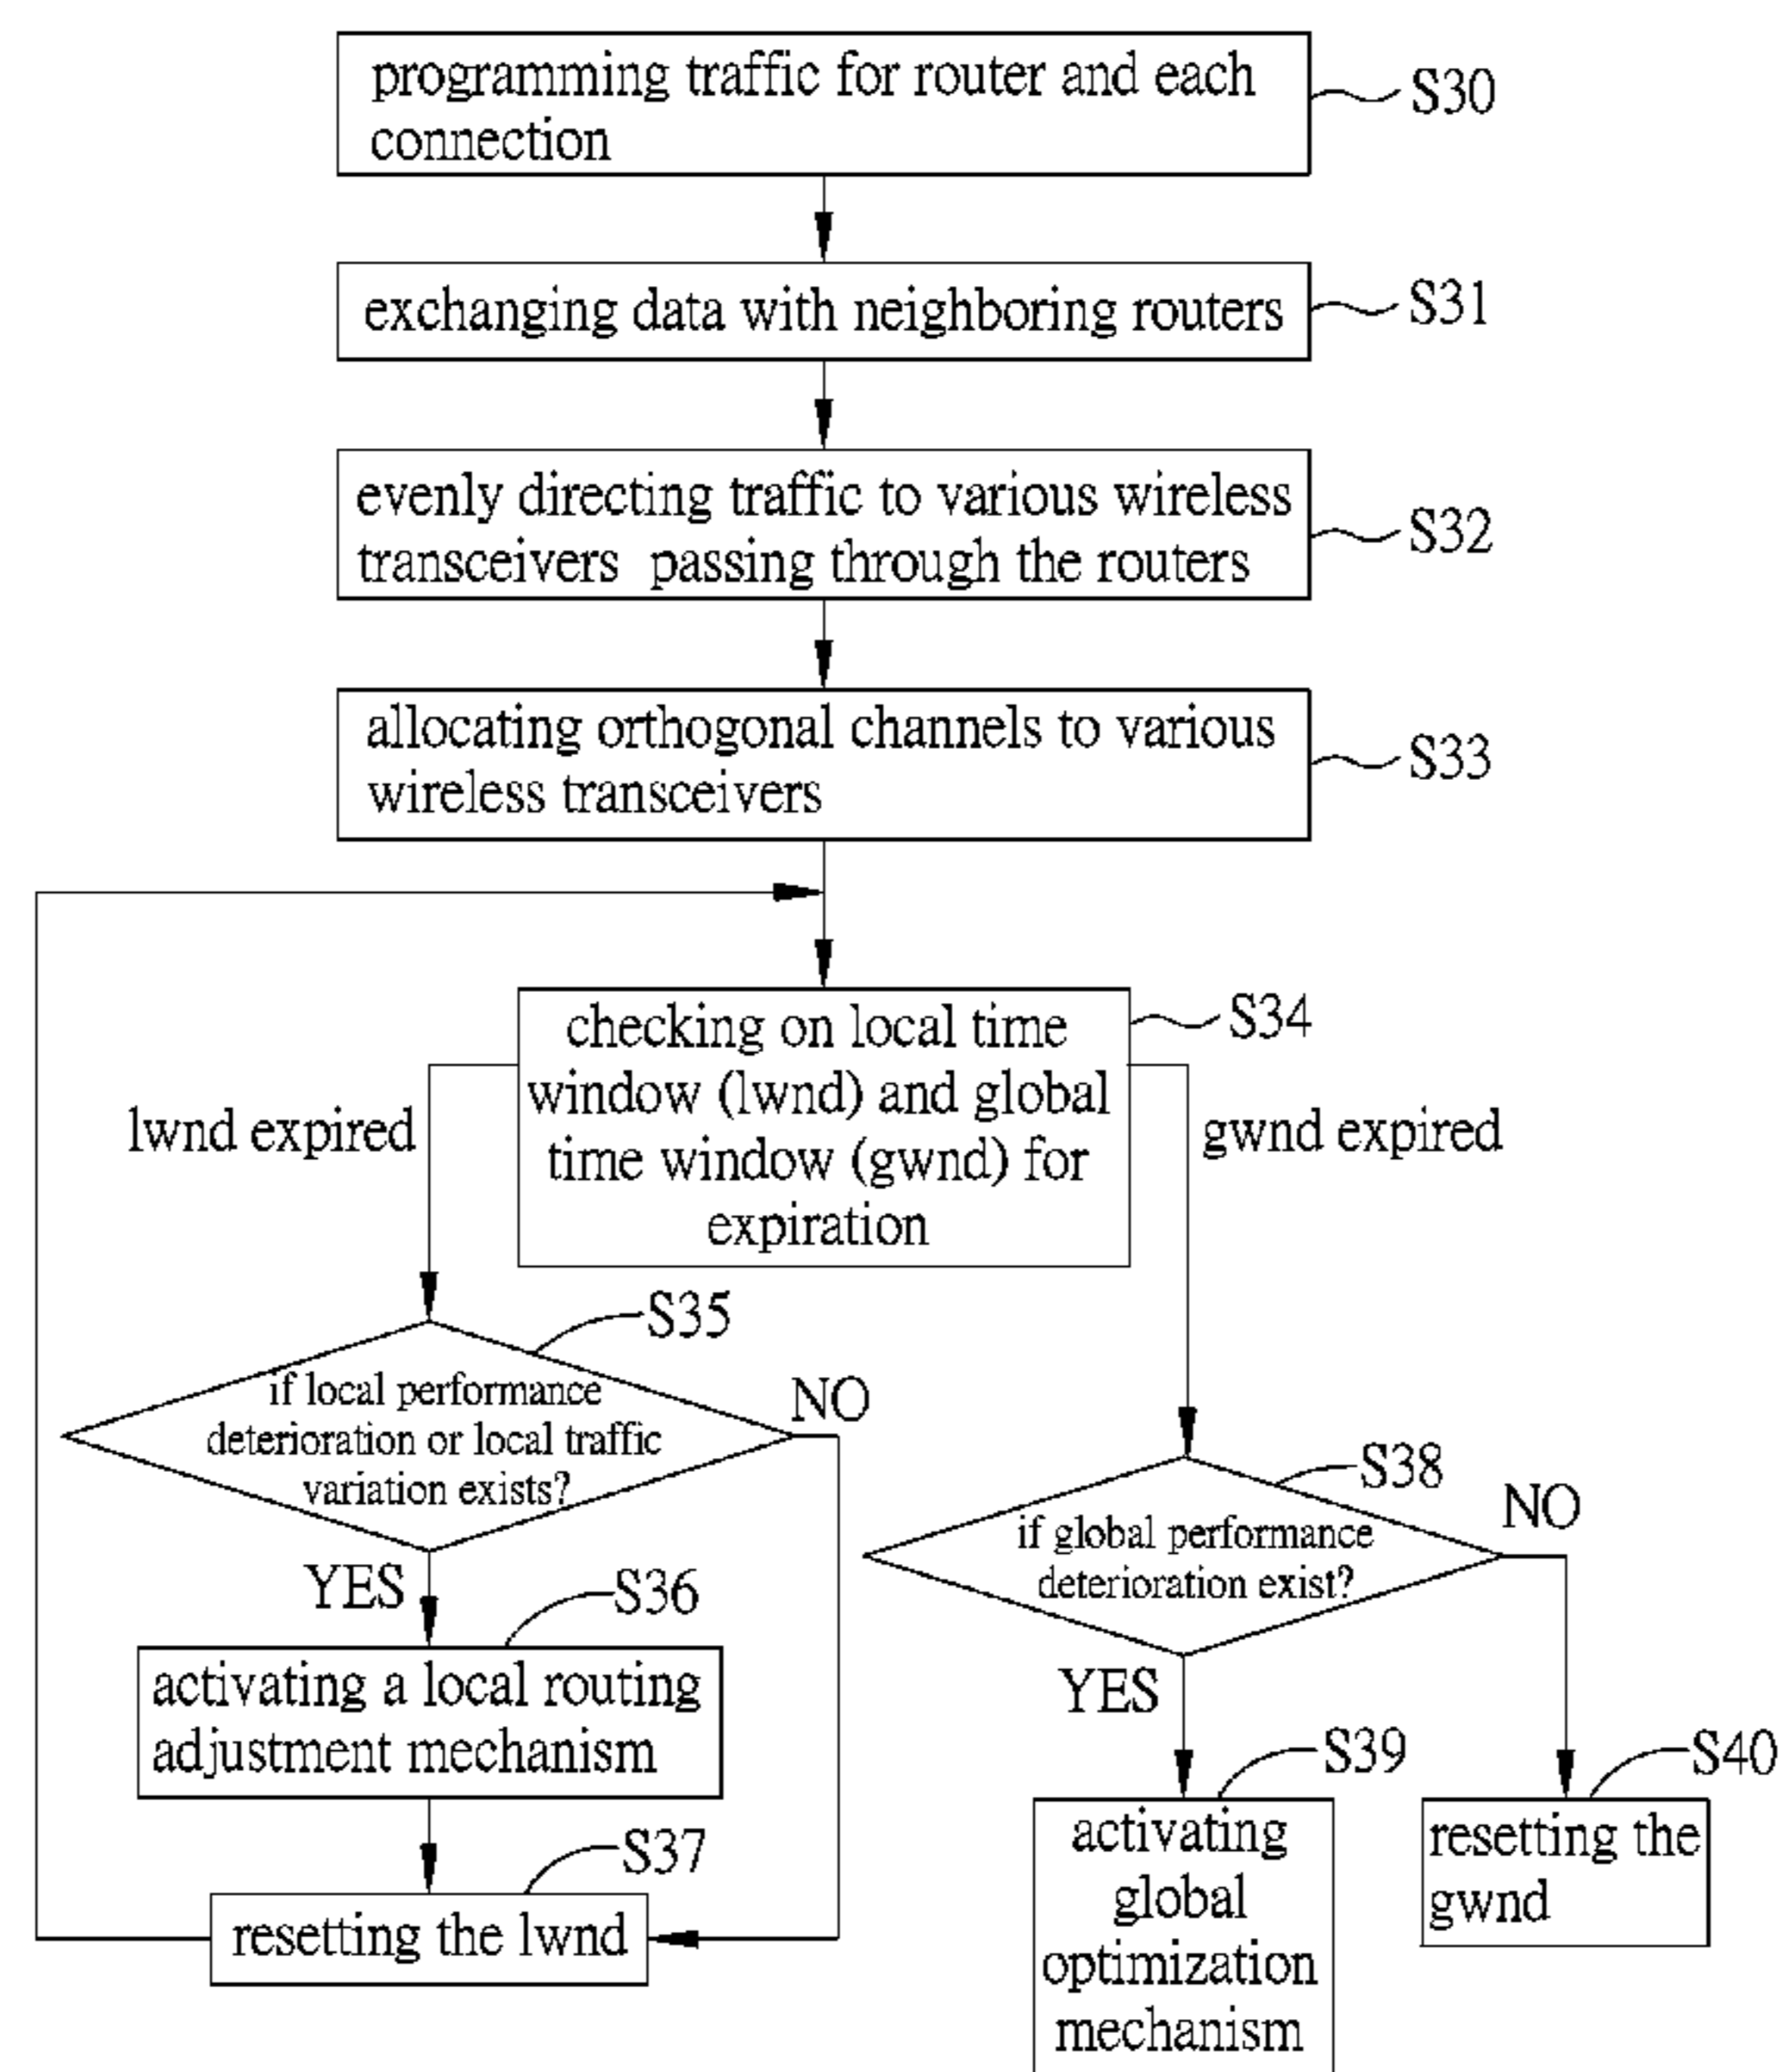 programming traffic for router and each
connection
S30
exchanging data with neighboring routers
S31
evenly directing traffic to various wireless
transceivers passing through the routers
S32
allocating orthogonal channels to various
wireless transceivers
S33
checking on local time
window (lwnd) and global
time window (gwnd) for
expiration
S34
lwnd expired
gwnd expired
S35
if local performance
deterioration or local traffic
variation exists?
NO
YES
S36
activating a local routing
adjustment mechanism
S37
resetting the lwnd
S38
if global performance
deterioration exist?
NO
YES
S39
activating
global
optimization
mechanism
S40
resetting the
gwnd